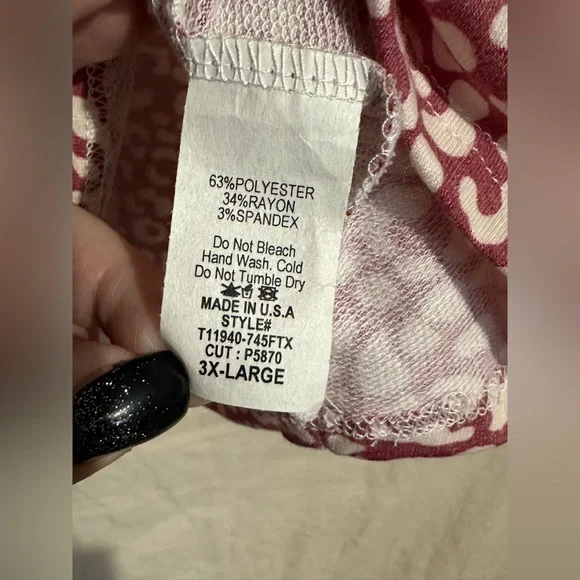 63%POLYESTER
34%RAYON
3%SPANDEX
Do Not Bleach
Hand Wash, Cold
Do Not Tumble Dry
MADE IN U.S.A
STYLE#
T11940-745FTX
CUT : P5870
3X-LARGE